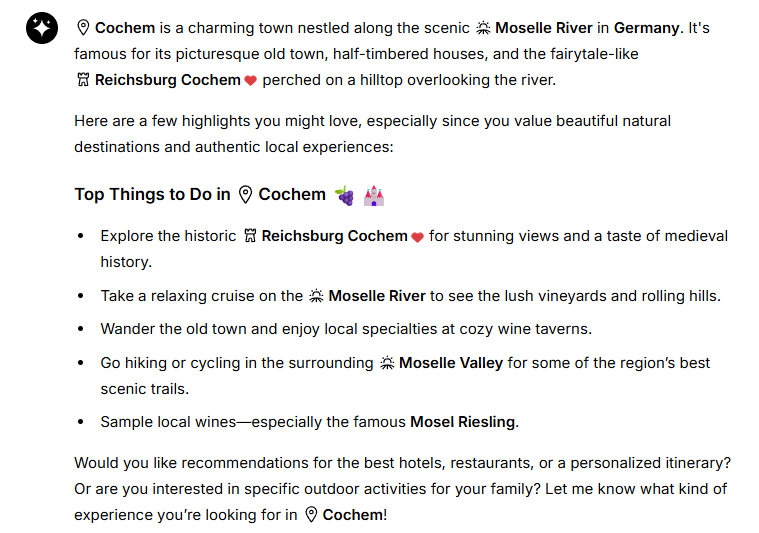 Cochem is a charming town nestled along the scenic Moselle River in Germany. It's
famous for its picturesque old town, half-timbered houses, and the fairytale-like
Reichsburg Cochem perched on a hilltop overlooking the river.
Here are a few highlights you might love, especially since you value beautiful natural
destinations and authentic local experiences:
Top Things to Do in Cochem
• Explore the historic Reichsburg Cochem for stunning views and a taste of medieval
history.
• Take a relaxing cruise on the Moselle River to see the lush vineyards and rolling hills.
• Wander the old town and enjoy local specialties at cozy wine taverns.
• Go hiking or cycling in the surrounding Moselle Valley for some of the region’s best
scenic trails.
• Sample local wines—especially the famous Mosel Riesling.
Would you like recommendations for the best hotels, restaurants, or a personalized itinerary?
Or are you interested in specific outdoor activities for your family? Let me know what kind of
experience you’re looking for in Cochem!